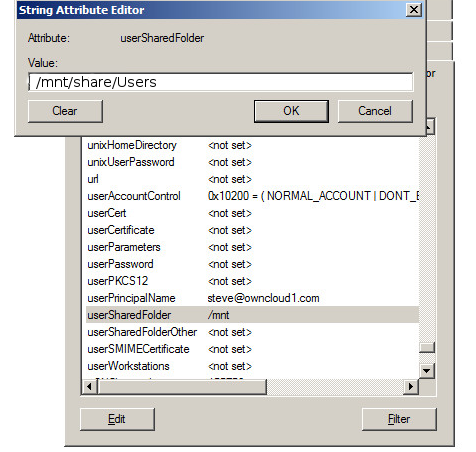 String Attribute Editor
Attribute: userSharedFolder
Value:
/mnt/share/Users
Clear OK Cancel
or
unixHomeDirectory <not set>
unixUserPassword <not set>
url <not set>
userAccountControl 0x10200 = ( NORMAL_ACCOUNT | DONT_E
userCert <not set>
userCertificate <not set>
userParameters <not set>
userPassword <not set>
userPKCS12 <not set>
userPrincipalName steve@owncloud1.com
userSharedFolder /mnt
userSharedFolderOther <not set>
userSMIMECertificate <not set>
userWorkstations <not set>
Edit Filter